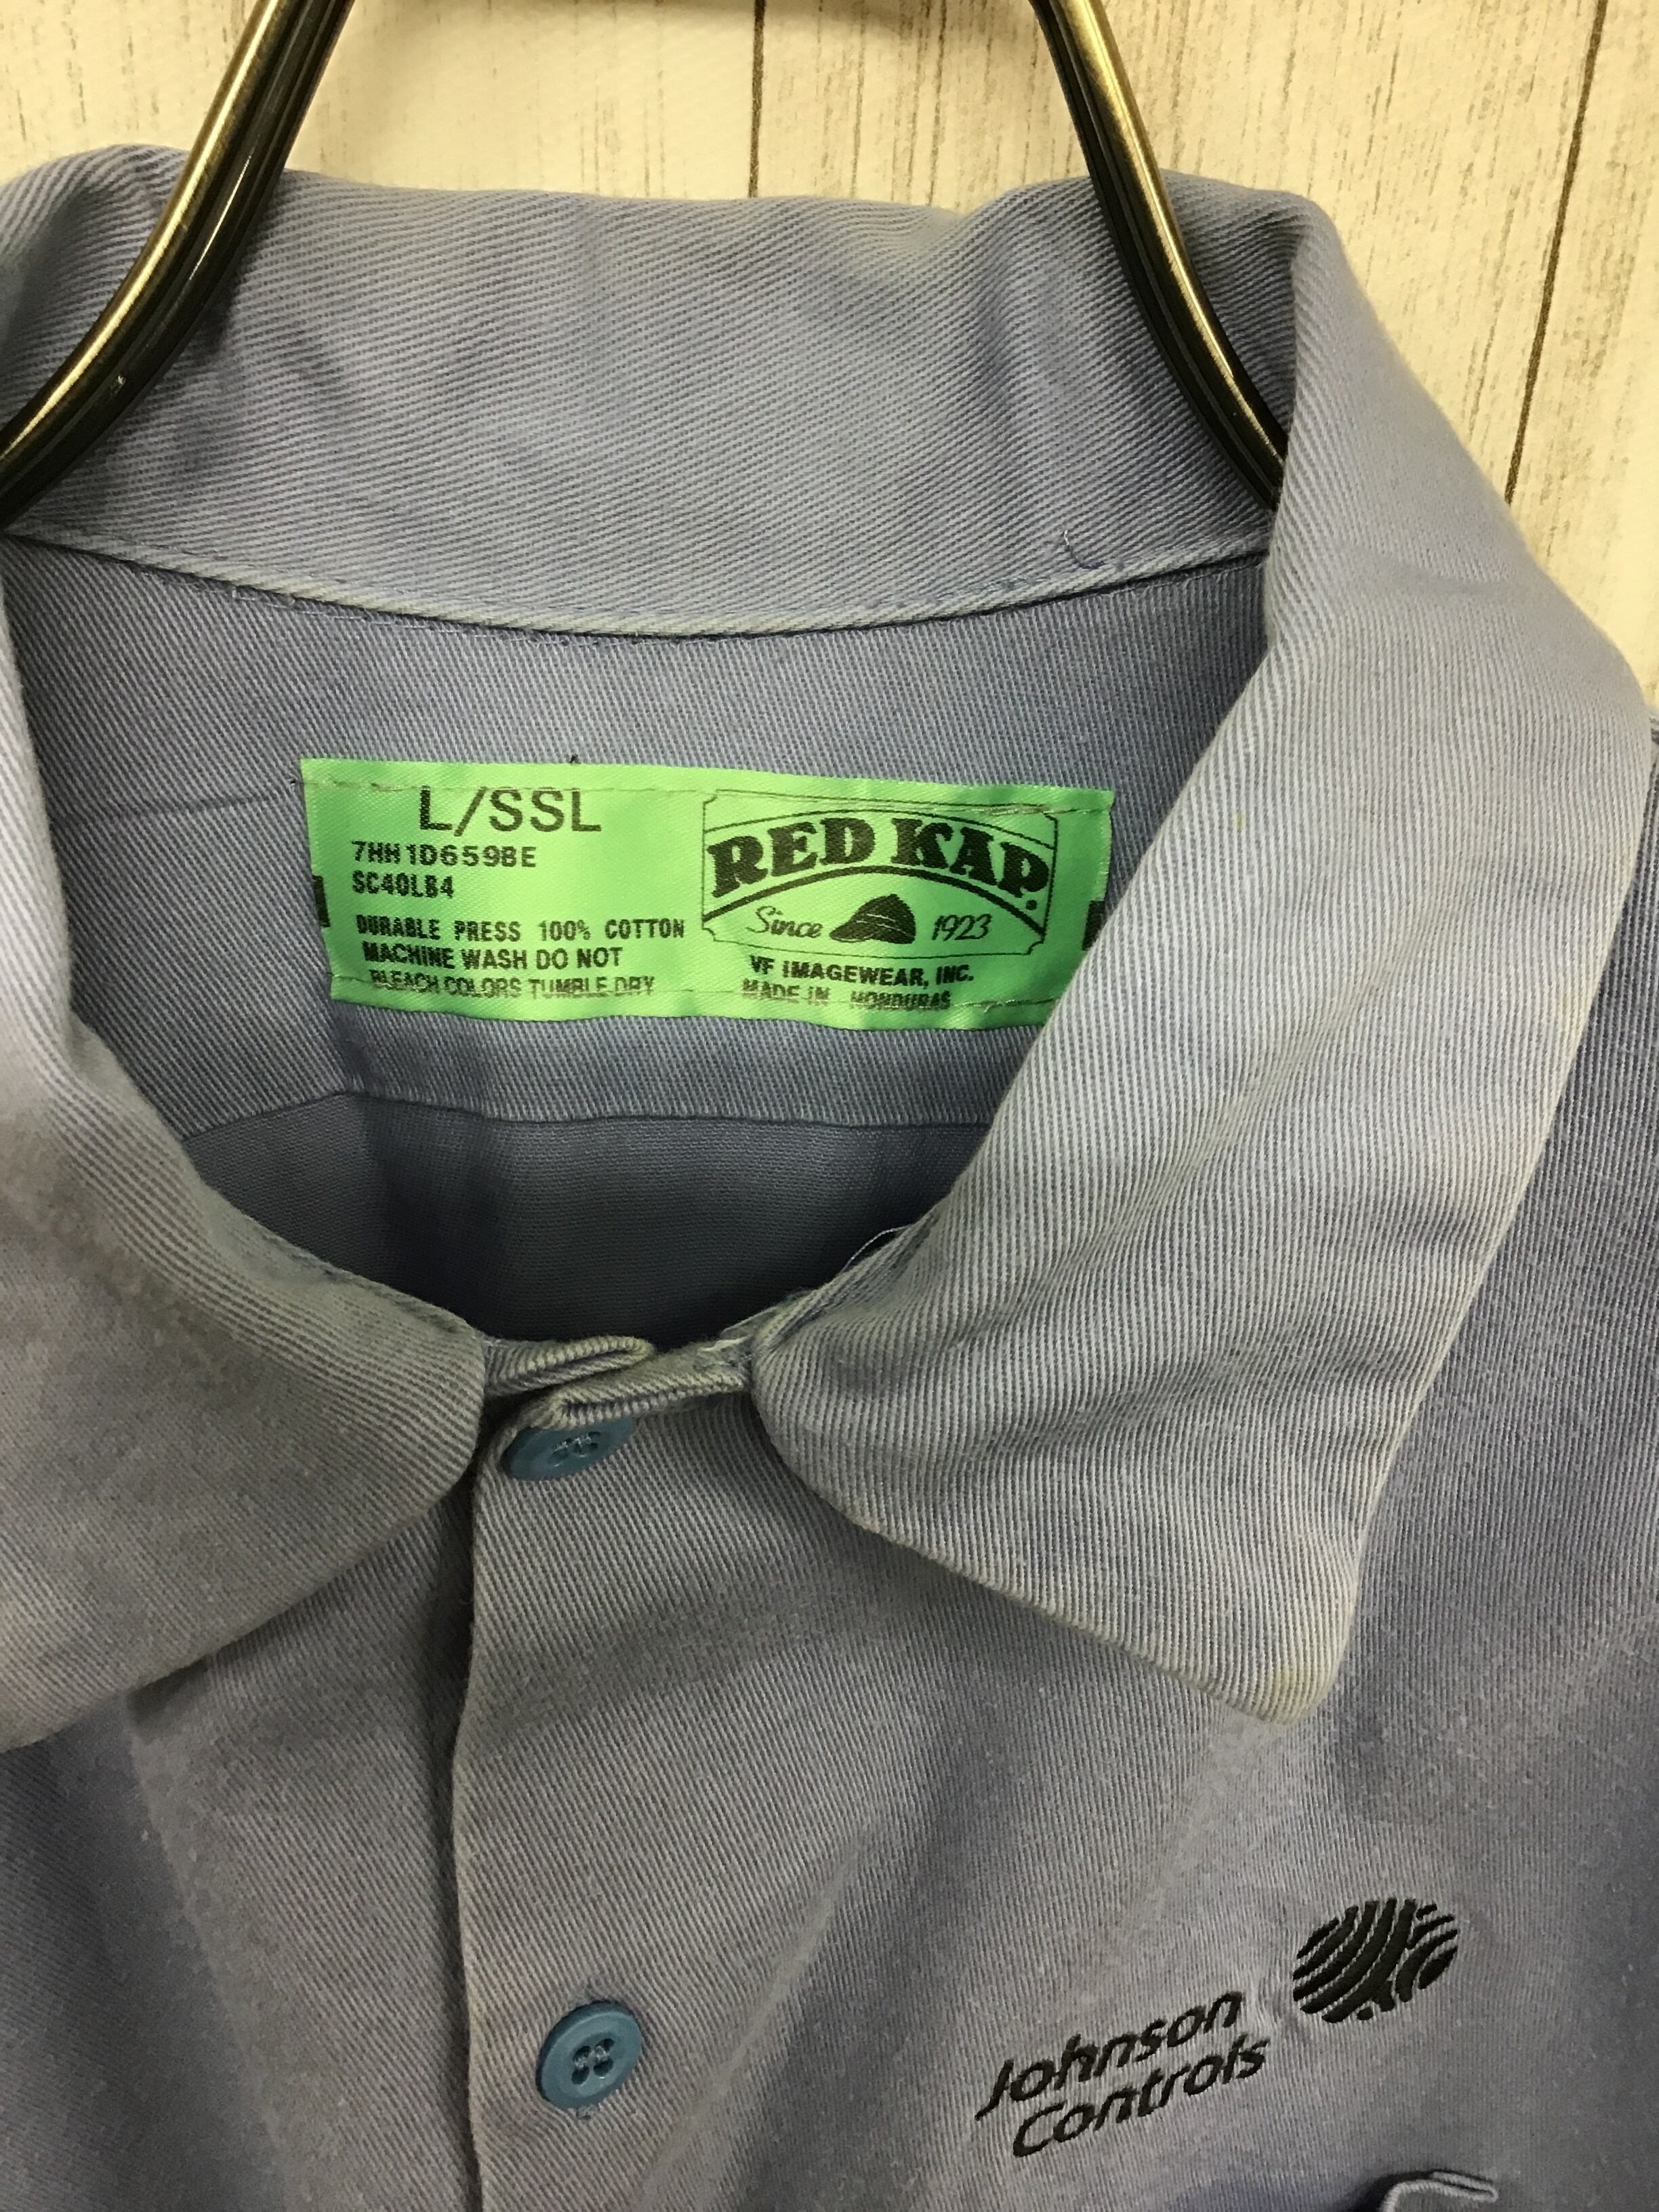 L/SSL
7HH1D659BE
SC40LB4
DURABLE PRESS 100% COTTON
MACHINE WASH DO NOT
BLEACH COLORS TUMBLE DRY
RED KAP.
Since 1923
VF IMAGEWEAR, INC.
MADE IN HONDURAS
Johnson
Controls